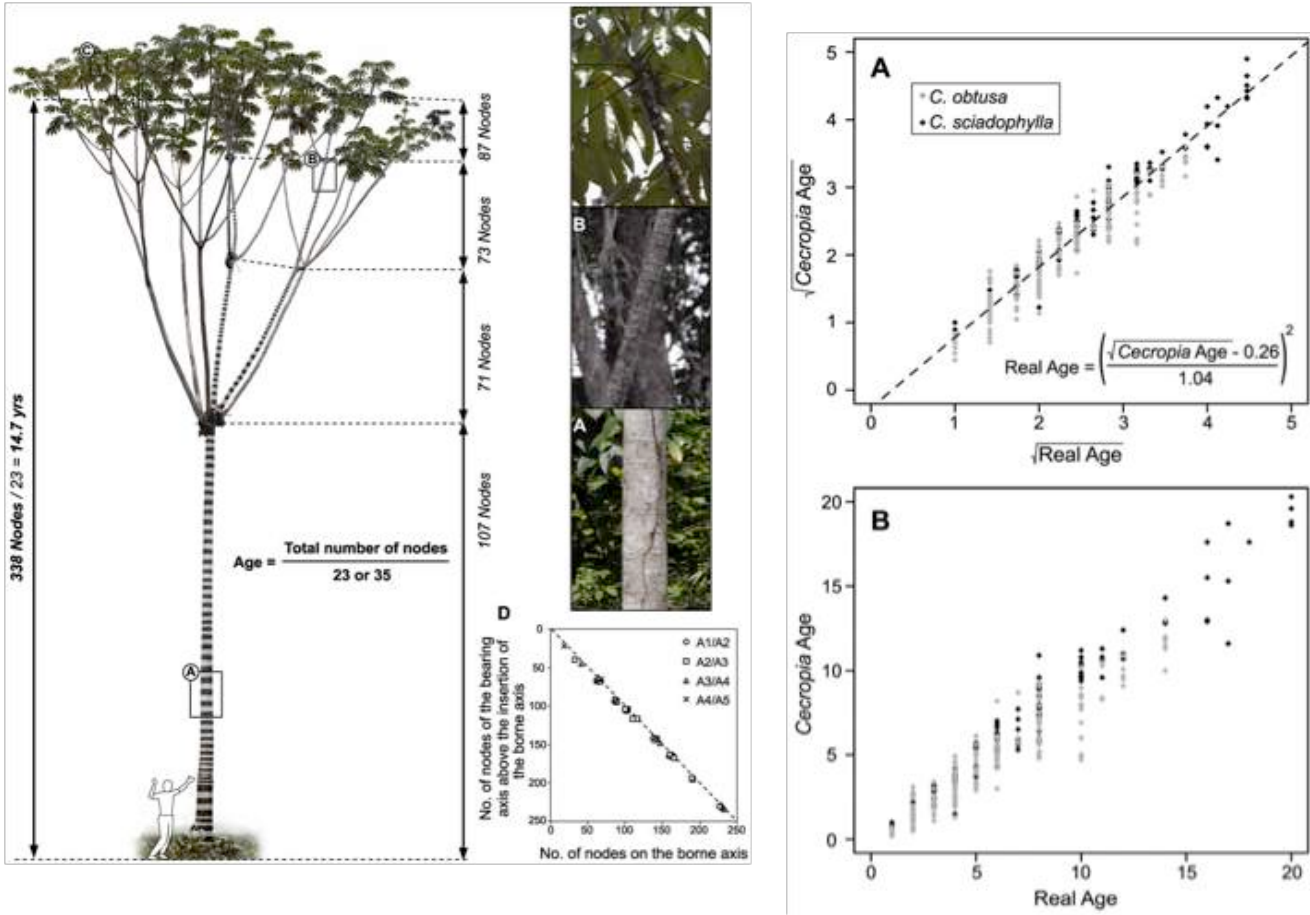 C
B
338 Nodes / 23 = 14.7 yrs
87 Nodes
73 Nodes
71 Nodes
107 Nodes
Age = Total number of nodes
23 or 35
A
C
B
A
D
No. of nodes of the bearing
axis above the insertion of
the borne axis
0
50
100
150
200
250
A1/A2
A2/A3
A3/A4
A4/A5
0 50 100 150 200 250
No. of nodes on the borne axis
A
C. obtusa
C. sciadophylla
√Cecropia Age
5
4
3
2
1
0
Real Age = ( √Cecropia Age - 0.26 / 1.04 )²
0 1 2 3 4 5
√Real Age
B
Cecropia Age
20
15
10
5
0
0 5 10 15 20
Real Age